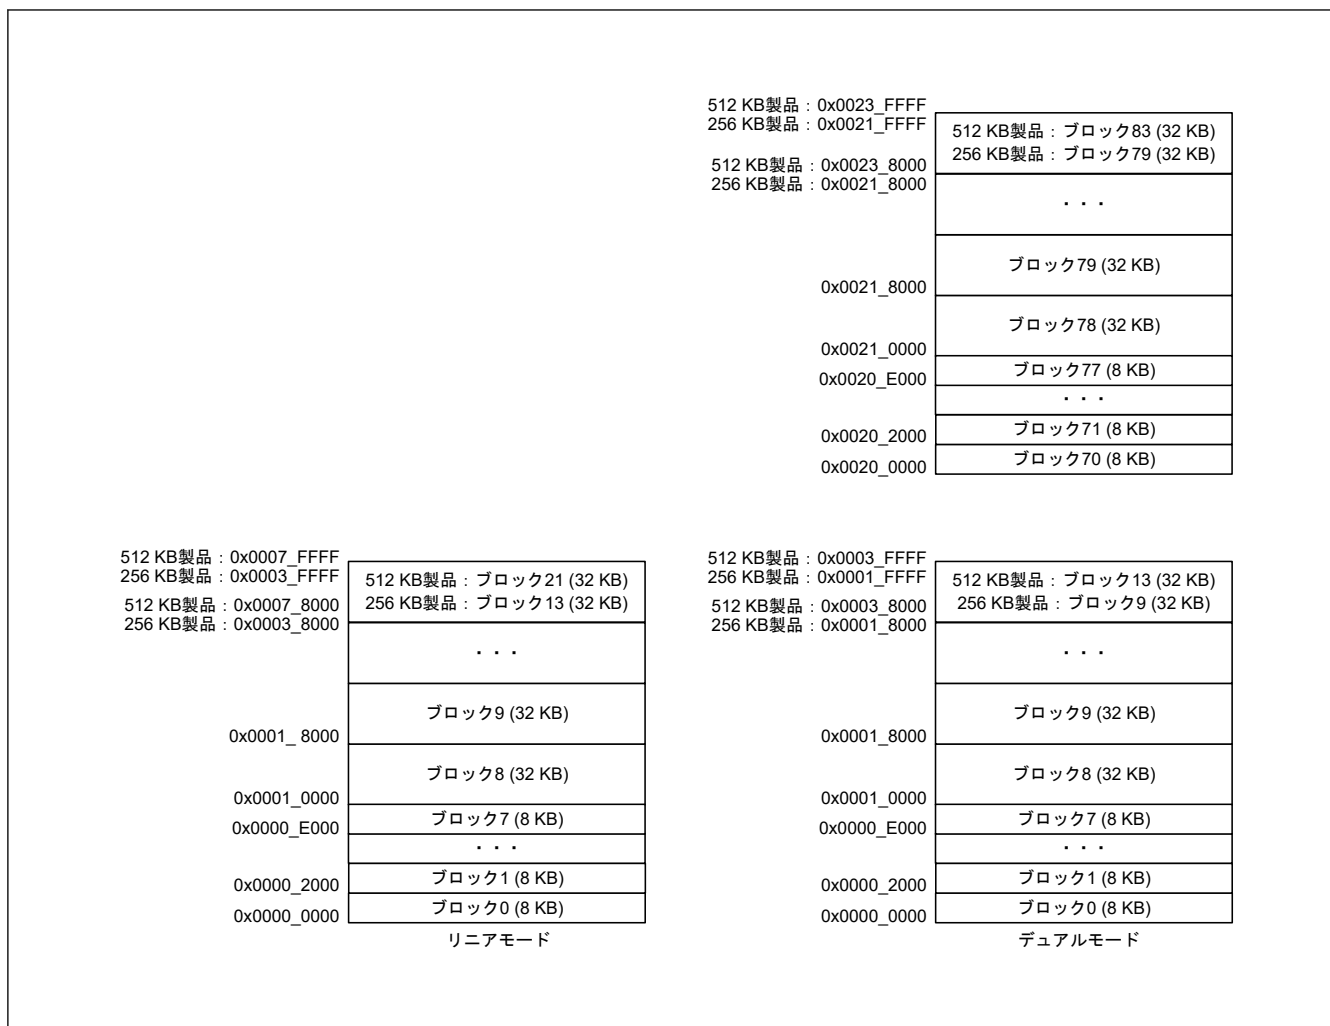 512 KB製品：0x0023_FFFF
256 KB製品：0x0021_FFFF
512 KB製品：ブロック83 (32 KB)
256 KB製品：ブロック79 (32 KB)
512 KB製品：0x0023_8000
256 KB製品：0x0021_8000
・・・
ブロック79 (32 KB)
0x0021_8000
ブロック78 (32 KB)
0x0021_0000
ブロック77 (8 KB)
0x0020_E000
・・・
ブロック71 (8 KB)
0x0020_2000
ブロック70 (8 KB)
0x0020_0000
512 KB製品：0x0007_FFFF
256 KB製品：0x0003_FFFF
512 KB製品：ブロック21 (32 KB)
256 KB製品：ブロック13 (32 KB)
512 KB製品：0x0007_8000
256 KB製品：0x0003_8000
・・・
ブロック9 (32 KB)
0x0001_ 8000
ブロック8 (32 KB)
0x0001_0000
ブロック7 (8 KB)
0x0000_E000
・・・
ブロック1 (8 KB)
0x0000_2000
ブロック0 (8 KB)
0x0000_0000
リニアモード
512 KB製品：0x0003_FFFF
256 KB製品：0x0001_FFFF
512 KB製品：ブロック13 (32 KB)
256 KB製品：ブロック9 (32 KB)
512 KB製品：0x0003_8000
256 KB製品：0x0001_8000
・・・
ブロック9 (32 KB)
0x0001_8000
ブロック8 (32 KB)
0x0001_0000
ブロック7 (8 KB)
0x0000_E000
・・・
ブロック1 (8 KB)
0x0000_2000
ブロック0 (8 KB)
0x0000_0000
デュアルモード